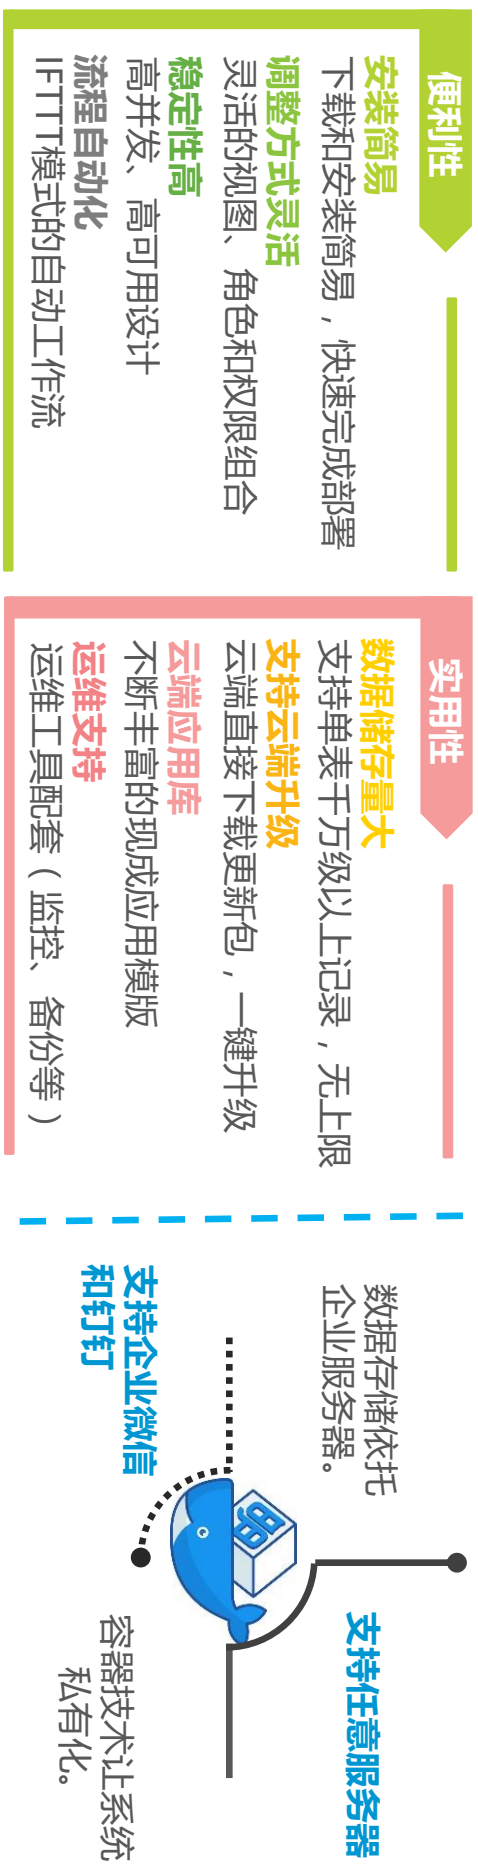 便利性
安装简易
下载和安装简易，快速完成部署
调整方式灵活
灵活的视图、角色和权限组合
稳定性高
高并发、高可用设计
流程自动化
IFTTT模式的自动工作流
实用性
数据储存量大
支持单表千万级以上记录，无上限
支持云端升级
云端直接下载更新包，一键升级
云端应用库
不断丰富的现成应用模版
运维支持
运维工具配套（监控、备份等）
数据存储依托
企业服务器。
支持企业微信
和钉钉
支持任意服务器
容器技术让系统
私有化。